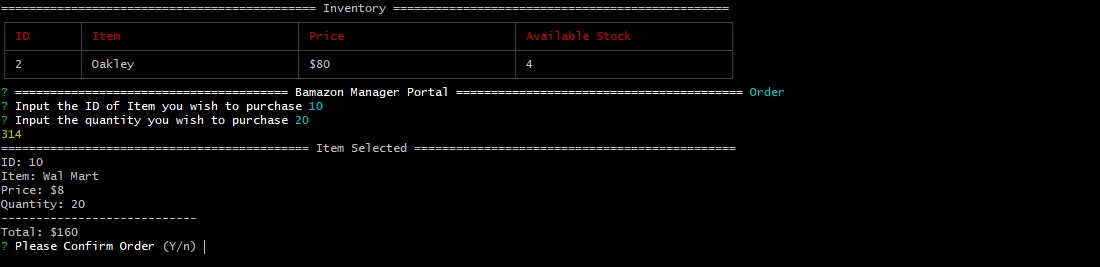 ============================================= Inventory ================================================
ID Item Price Available Stock
2 Oakley $80 4
? ======================================= Bamazon Manager Portal ========================================= Order
? Input the ID of Item you wish to purchase 10
? Input the quantity you wish to purchase 20
314
============================================ Item Selected ==============================================
ID: 10
Item: Wal Mart
Price: $8
Quantity: 20
----------------------------
Total: $160
? Please Confirm Order (Y/n)